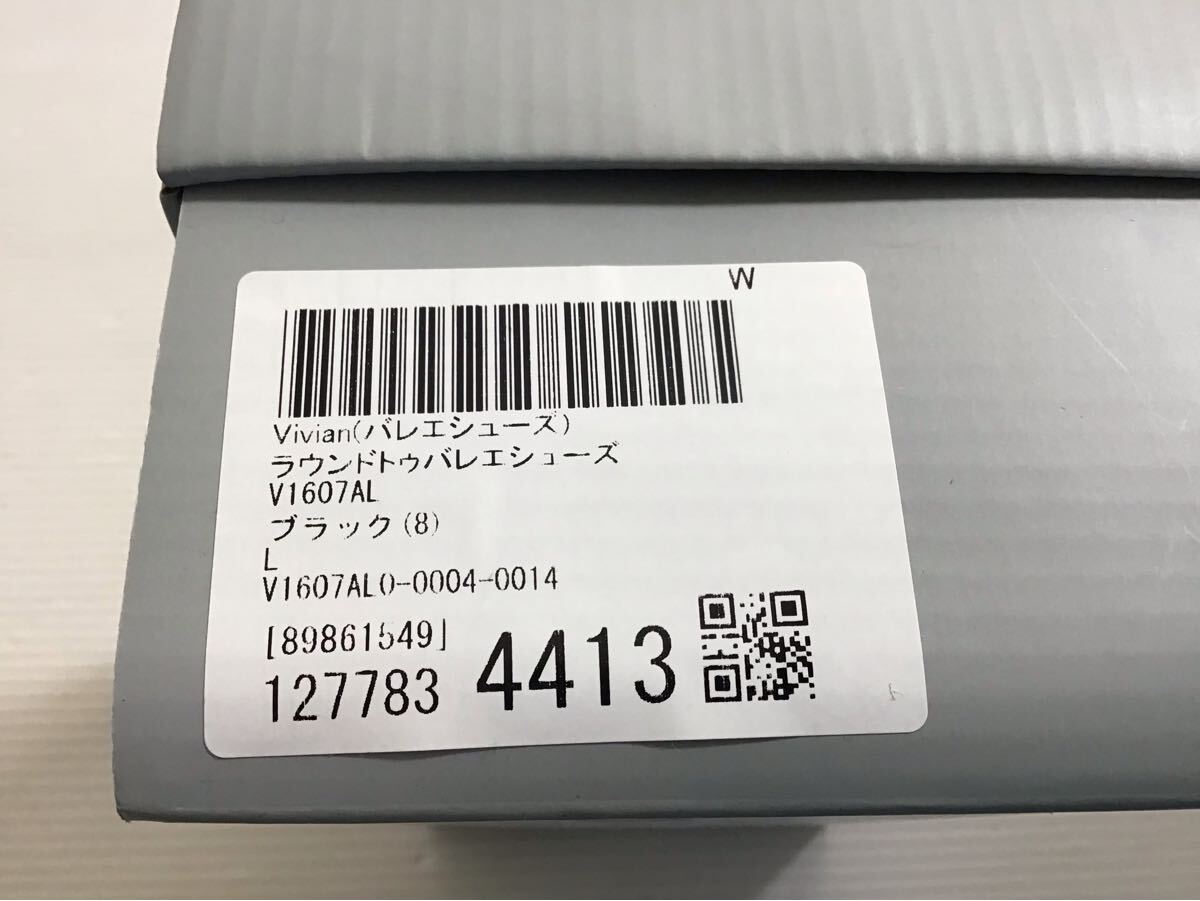 W
Vivian(バレエシューズ)
ラウンドトゥバレエシューズ
V1607AL
ブラック(8)
L
V1607AL0-0004-0014
[89861549]
127783 4413